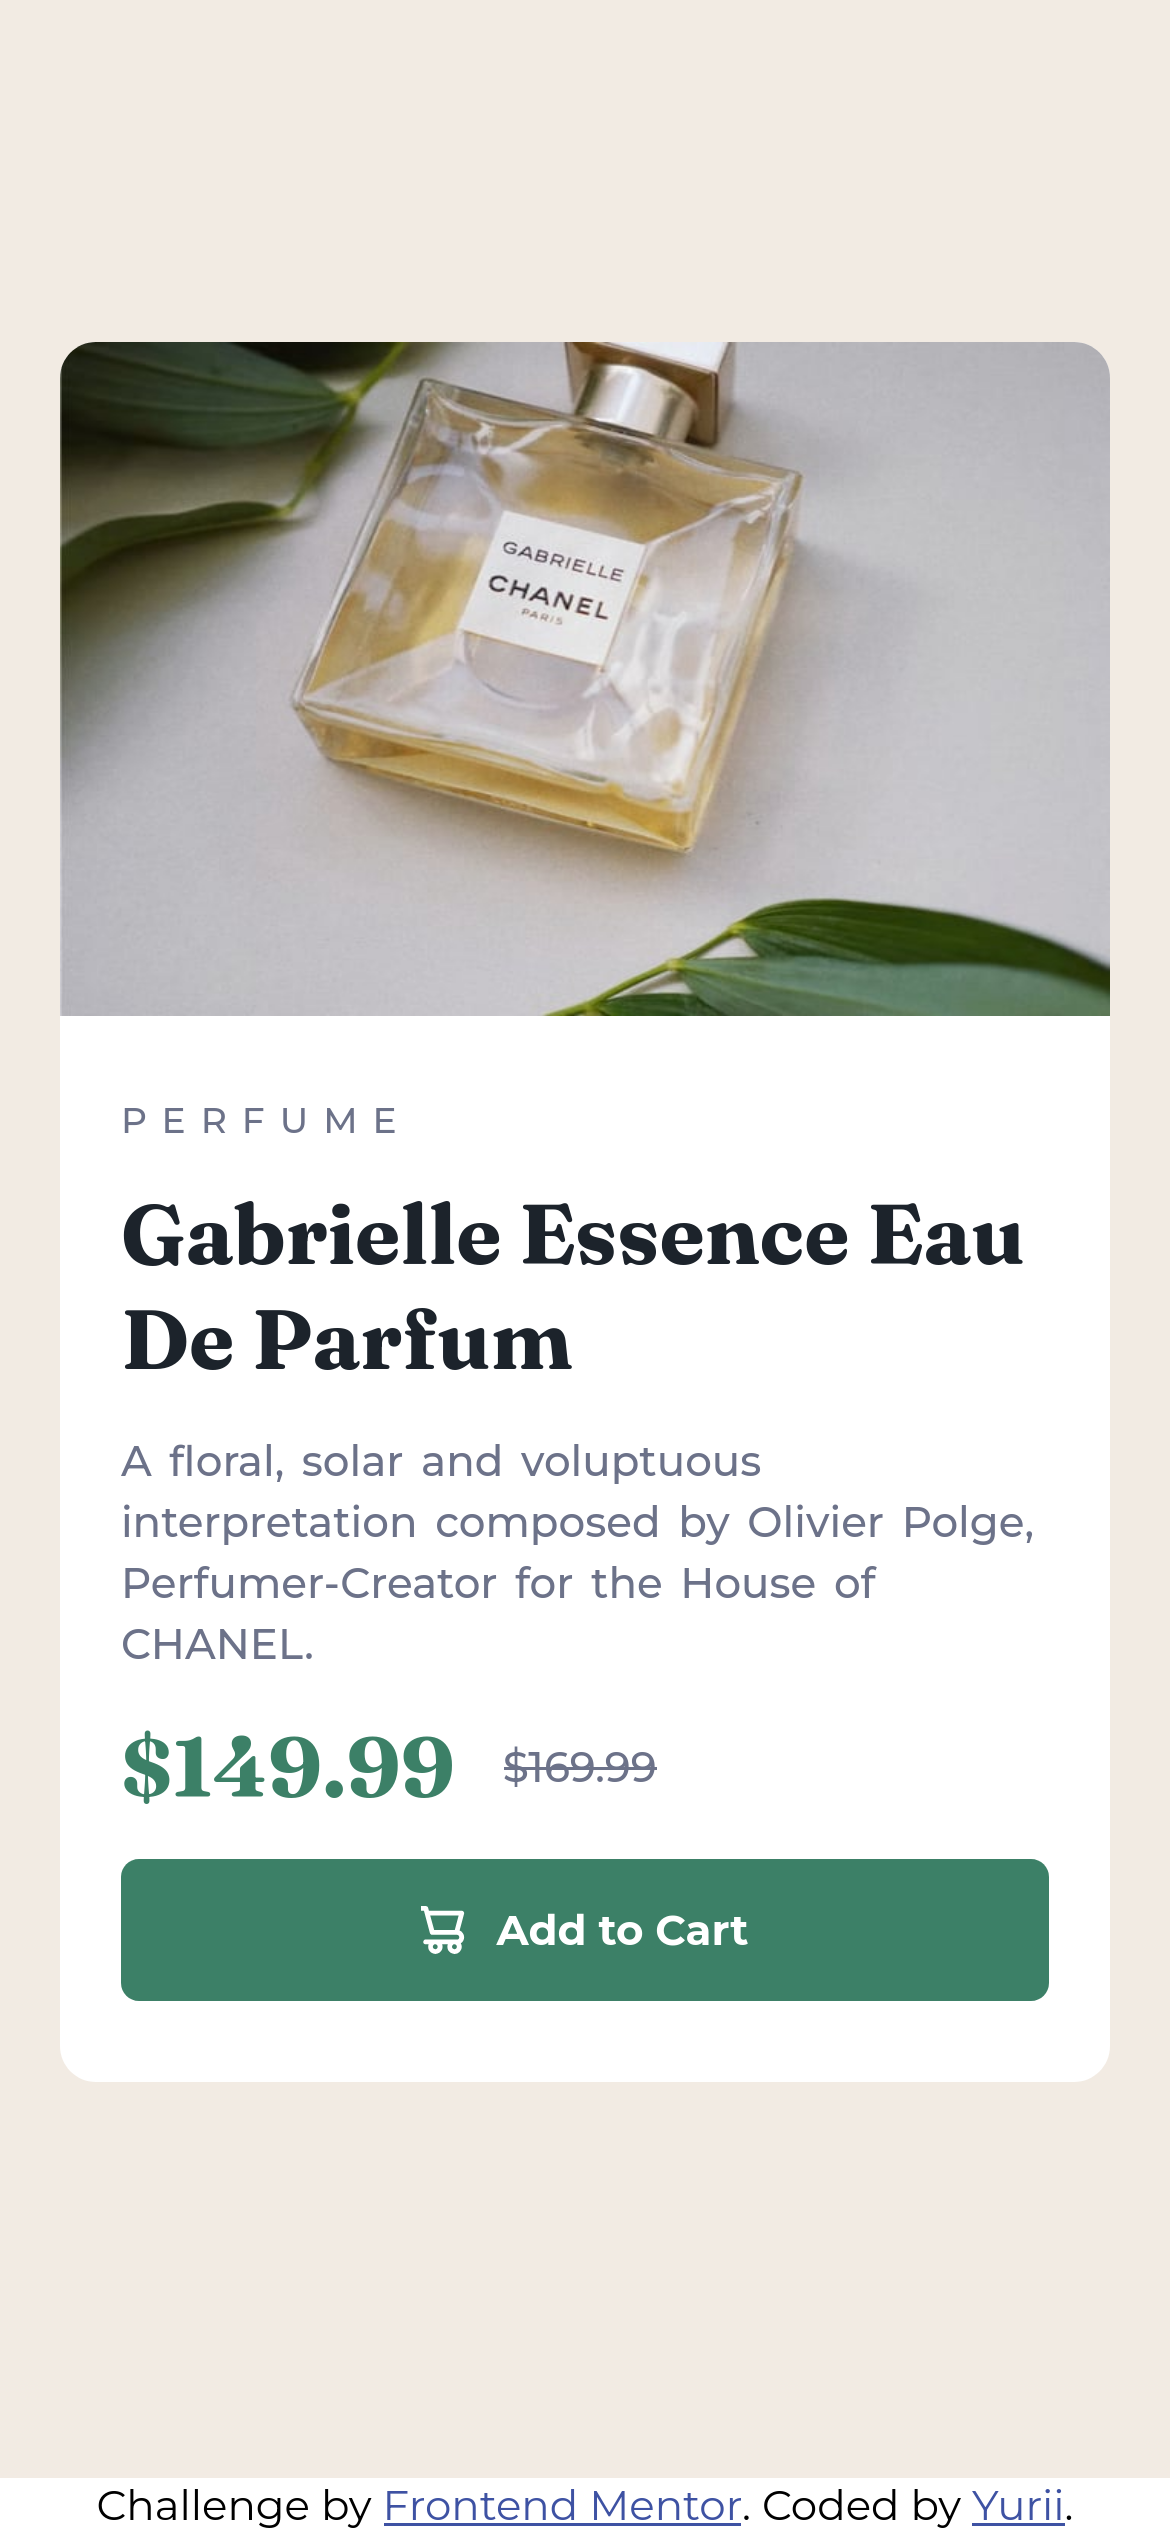 GABRIELLE
CHANEL
PARIS
PERFUME
Gabrielle Essence Eau
De Parfum
A floral, solar and voluptuous
interpretation composed by Olivier Polge,
Perfumer-Creator for the House of
CHANEL.
$149.99 $169.99
Add to Cart
Challenge by Frontend Mentor. Coded by Yurii.